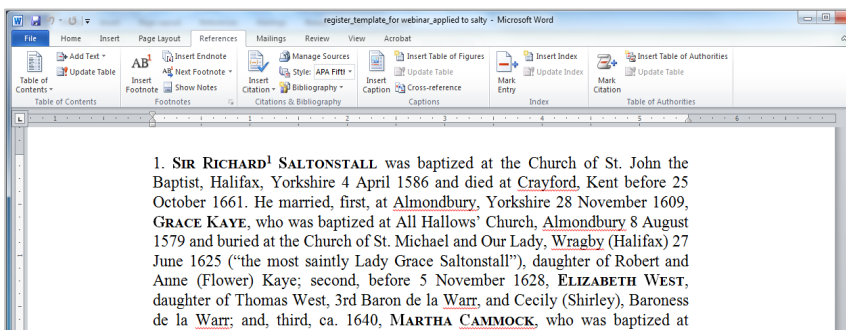 register_template_for webinar_applied to salty - Microsoft Word
File Home Insert Page Layout References Mailings Review View Acrobat
Table of Contents
Add Text
Update Table
Table of Contents
AB¹ Insert Footnote
Insert Endnote
Next Footnote
Show Notes
Footnotes
Insert Citation
Manage Sources
Style: APA Fifth
Bibliography
Citations & Bibliography
Insert Caption
Insert Table of Figures
Update Table
Cross-reference
Captions
Mark Entry
Insert Index
Update Index
Index
Mark Citation
Insert Table of Authorities
Update Table
Table of Authorities
L 1 1 2 3 4 5 6
1. SIR RICHARD¹ SALTONSTALL was baptized at the Church of St. John the
Baptist, Halifax, Yorkshire 4 April 1586 and died at Crayford, Kent before 25
October 1661. He married, first, at Almondbury, Yorkshire 28 November 1609,
GRACE KAYE, who was baptized at All Hallows’ Church, Almondbury 8 August
1579 and buried at the Church of St. Michael and Our Lady, Wragby (Halifax) 27
June 1625 (“the most saintly Lady Grace Saltonstall”), daughter of Robert and
Anne (Flower) Kaye; second, before 5 November 1628, ELIZABETH WEST,
daughter of Thomas West, 3rd Baron de la Warr, and Cecily (Shirley), Baroness
de la Warr; and, third, ca. 1640, MARTHA CAMMOCK, who was baptized at